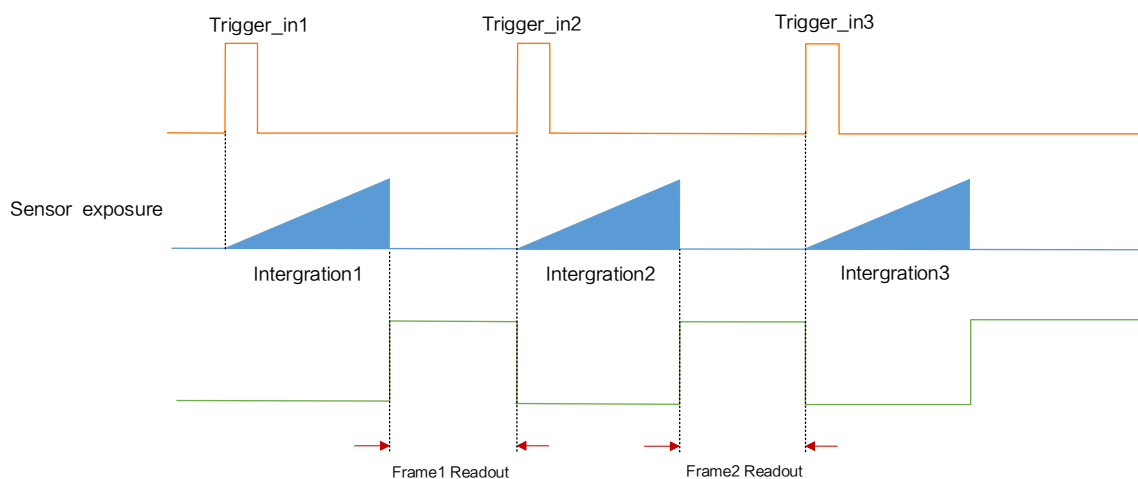 Trigger_in1
Trigger_in2
Trigger_in3
Sensor exposure
Intergration1
Intergration2
Intergration3
Frame1 Readout
Frame2 Readout